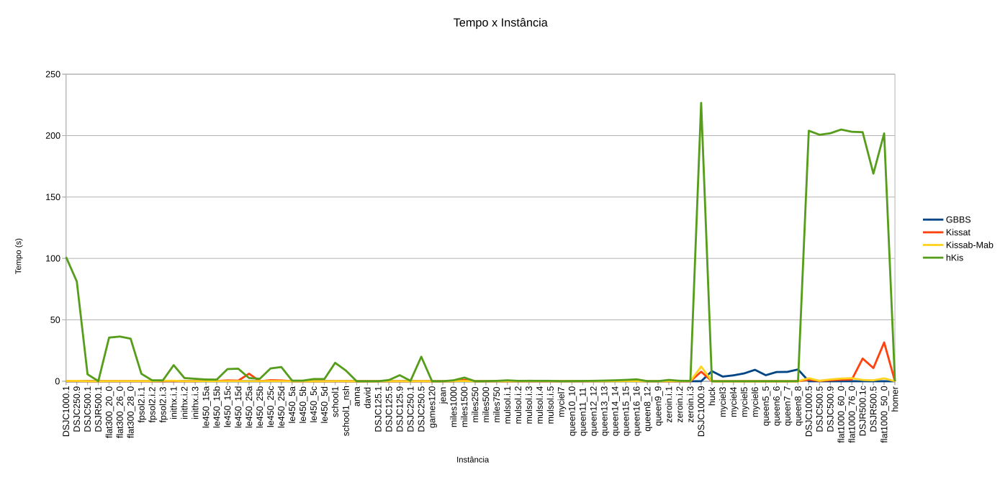 Tempo x Instância
Tempo (s)
250
200
150
100
50
0
DSJC1000.1
DSJC250.9
DSJC500.1
DSJR500.1
flat300_20_0
flat300_26_0
flat300_28_0
fpsol2.i.1
fpsol2.i.2
fpsol2.i.3
inithx.i.1
inithx.i.2
inithx.i.3
le450_15a
le450_15b
le450_15c
le450_15d
le450_25a
le450_25b
le450_25c
le450_25d
le450_5a
le450_5b
le450_5c
le450_5d
school1
school1_nsh
anna
david
DSJC125.1
DSJC125.5
DSJC125.9
DSJC250.1
DSJC250.5
games120
jean
miles1000
miles1500
miles250
miles500
miles750
mulsol.i.1
mulsol.i.2
mulsol.i.3
mulsol.i.4
mulsol.i.5
myciel7
queen10_10
queen11_11
queen12_12
queen13_13
queen14_14
queen15_15
queen16_16
queen8_12
queen9_9
zeroin.i.1
zeroin.i.2
zeroin.i.3
DSJC1000.9
huck
myciel3
myciel4
myciel5
myciel6
queen5_5
queen6_6
queen7_7
queen8_8
DSJC1000.5
DSJC500.5
DSJC500.9
flat1000_60_0
flat1000_76_0
DSJR500.1c
DSJR500.5
flat1000_50_0
homer
Instância
GBBS
Kissat
Kissab-Mab
hKis